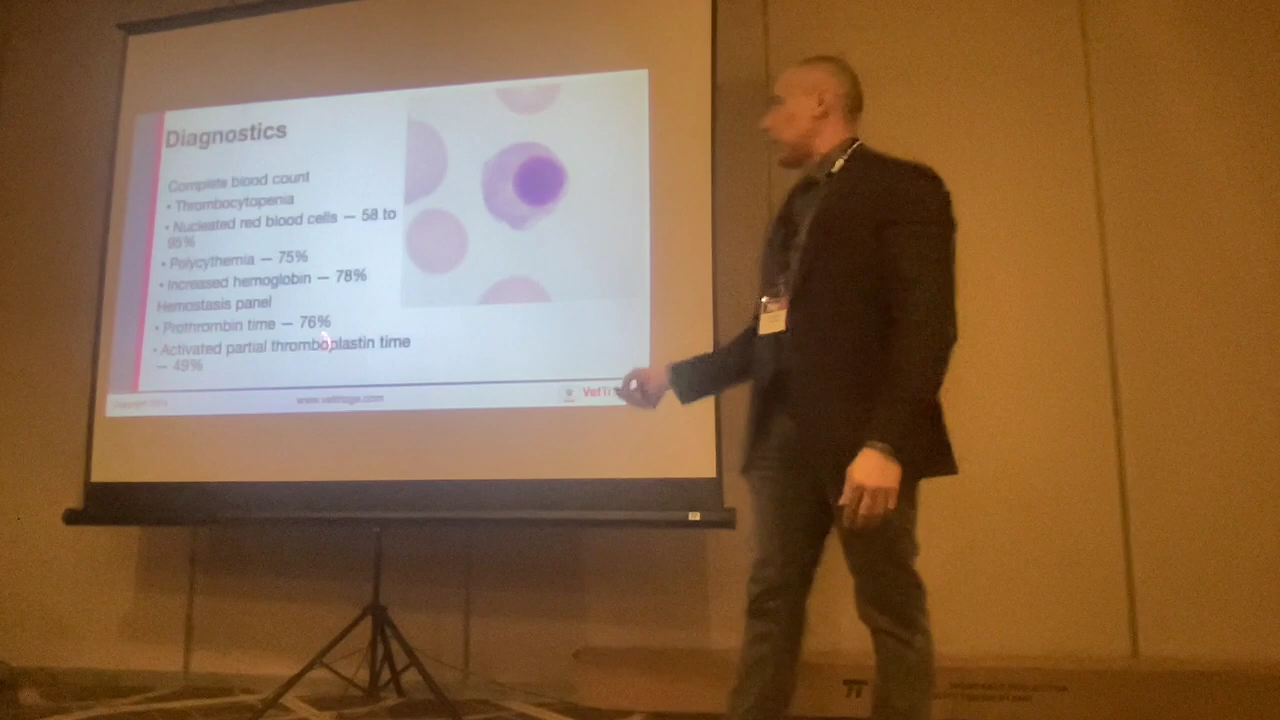 Diagnostics
Complete blood count
• Thrombocytopenia
• Nucleated red blood cells — 58 to
95%
• Polycythemia — 75%
• Increased hemoglobin — 78%
Hemostasis panel
• Prothrombin time — 76%
• Activated partial thromboplastin time
— 49%
www.vettriage.com
VetTri